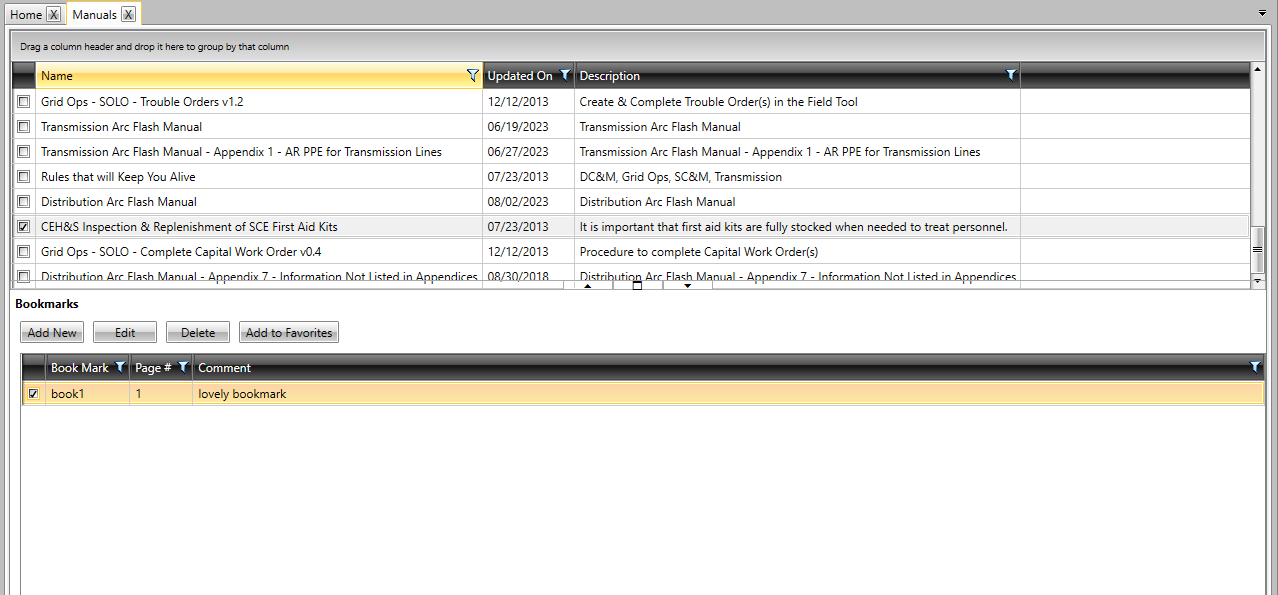 Home X Manuals X
Drag a column header and drop it here to group by that column
Name Updated On Description
Grid Ops - SOLO - Trouble Orders v1.2 12/12/2013 Create & Complete Trouble Order(s) in the Field Tool
Transmission Arc Flash Manual 06/19/2023 Transmission Arc Flash Manual
Transmission Arc Flash Manual - Appendix 1 - AR PPE for Transmission Lines 06/27/2023 Transmission Arc Flash Manual - Appendix 1 - AR PPE for Transmission Lines
Rules that will Keep You Alive 07/23/2013 DC&M, Grid Ops, SC&M, Transmission
Distribution Arc Flash Manual 08/02/2023 Distribution Arc Flash Manual
CEH&S Inspection & Replenishment of SCE First Aid Kits 07/23/2013 It is important that first aid kits are fully stocked when needed to treat personnel.
Grid Ops - SOLO - Complete Capital Work Order v0.4 12/12/2013 Procedure to complete Capital Work Order(s)
Distribution Arc Flash Manual - Appendix 7 - Information Not Listed in Appendices 08/30/2018 Distribution Arc Flash Manual - Appendix 7 - Information Not Listed in Appendices
Bookmarks
Add New Edit Delete Add to Favorites
Book Mark Page # Comment
book1 1 lovely bookmark